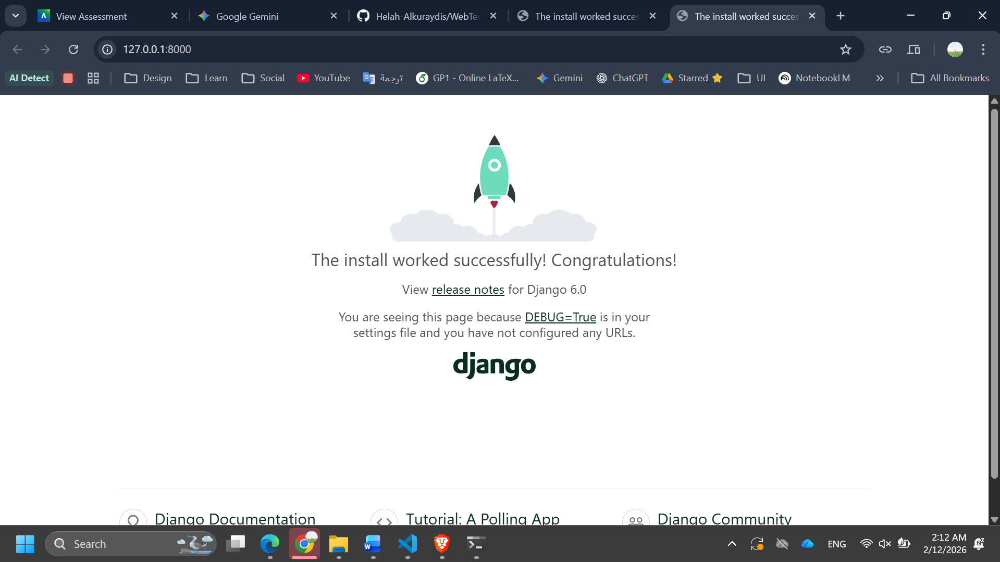 View Assessment
Google Gemini
Helah-Alkuraydis/WebTec
The install worked succes
The install worked succes
127.0.0.1:8000
AI Detect
Design
Learn
Social
YouTube
ترجمة
GP1 - Online LaTeX...
Gemini
ChatGPT
Starred
UI
NotebookLM
All Bookmarks
The install worked successfully! Congratulations!
View release notes for Django 6.0
You are seeing this page because DEBUG=True is in your
settings file and you have not configured any URLs.
django
Django Documentation
Tutorial: A Polling App
Django Community
Search
ENG
2:12 AM
2/12/2026